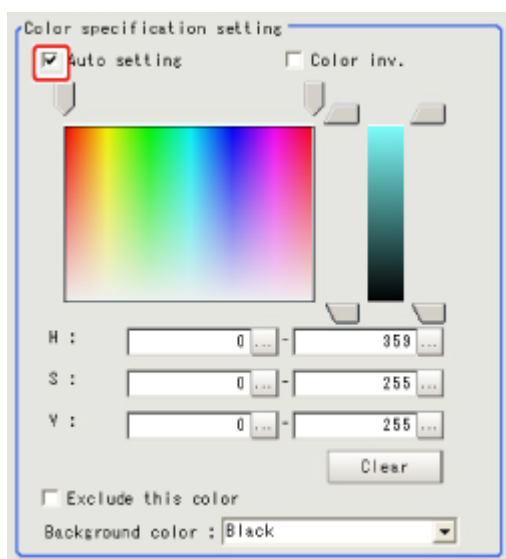 Color specification setting
Auto setting Color inv.
H : 0 ... - 359 ...
S : 0 ... - 255 ...
V : 0 ... - 255 ...
Clear
Exclude this color
Background color : Black